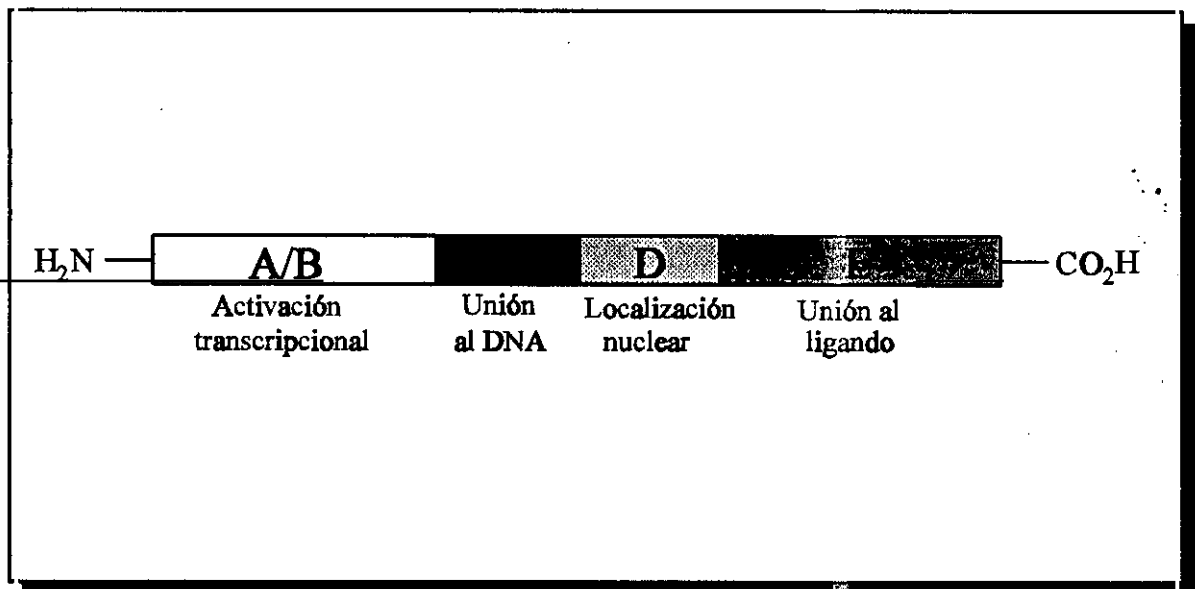 H₂N
A/B
D
CO₂H
Activación
transcripcional
Unión
al DNA
Localización
nuclear
Unión al
ligando